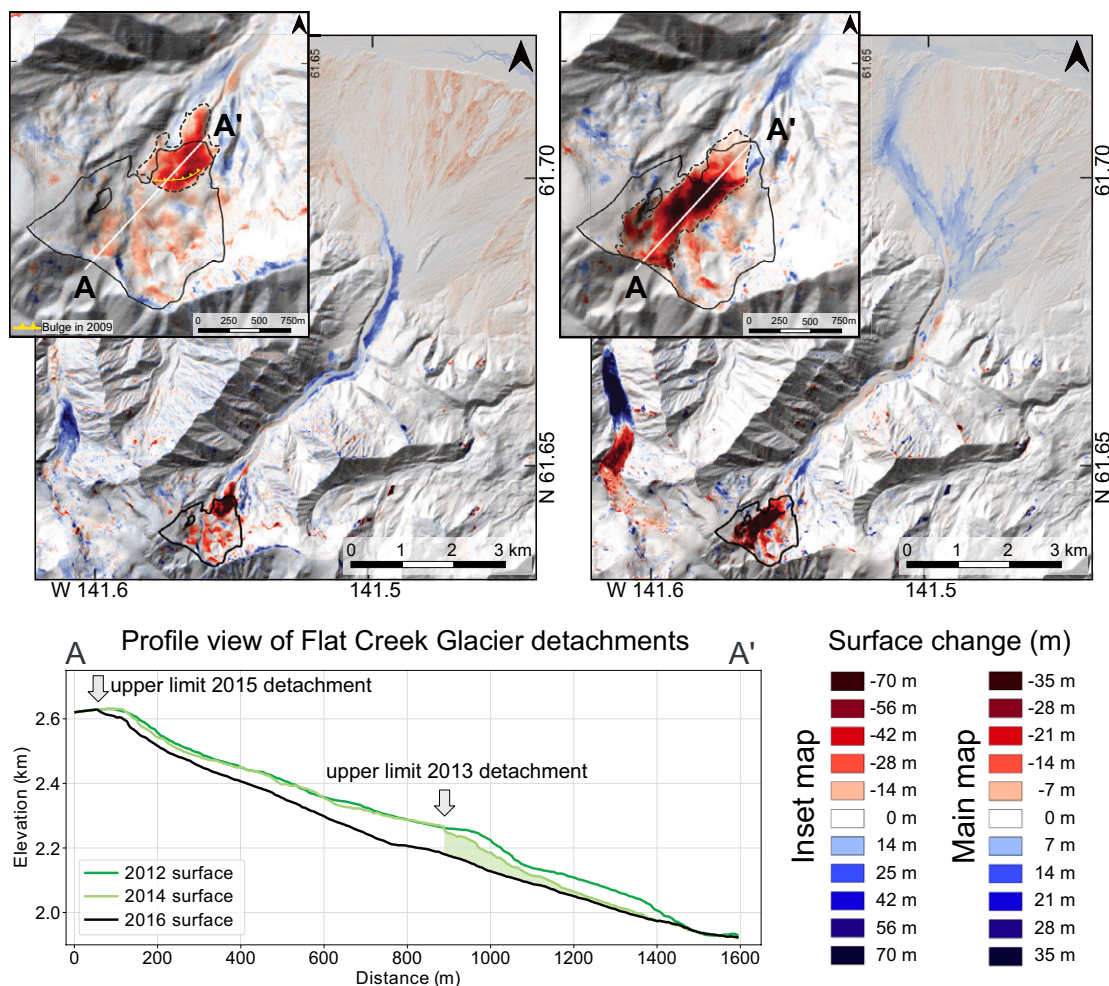 61.65
A'
A
Bulge in 2009
0 250 500 750m
61.70
N 61.65
0 1 2 3 km
W 141.6
141.5
61.65
A'
A
0 250 500 750m
61.70
N 61.65
0 1 2 3 km
W 141.6
141.5
Profile view of Flat Creek Glacier detachments
A
A'
upper limit 2015 detachment
upper limit 2013 detachment
Elevation (km)
2.6
2.4
2.2
2.0
2012 surface
2014 surface
2016 surface
0 200 400 600 800 1000 1200 1400 1600
Distance (m)
Surface change (m)
Inset map
-70 m
-56 m
-42 m
-28 m
-14 m
0 m
14 m
25 m
42 m
56 m
70 m
Main map
-35 m
-28 m
-21 m
-14 m
-7 m
0 m
7 m
14 m
21 m
28 m
35 m